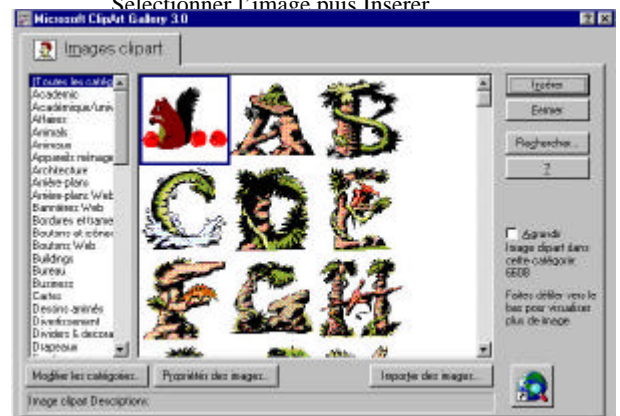 Sélectionner l'image puis Insérer
Microsoft ClipArt Gallery 3.0
Images clipart
(Toutes les catég
Academic
Académique/univ
Affaires
Animals
Animaux
Appareils ménage
Architecture
Arrière-plans
Arrière-plans Web
Bannières Web
Bordures et trame
Boutons et icônes
Boutons Web
Buildings
Bureau
Business
Cartes
Dessins animés
Divertissement
Dividers & decora
Drapeaux
A B
C D E
F G H
Insérer
Fermer
Rechercher...
?
Agrandir
Image clipart dans
cette catégorie:
6608
Faites défiler vers le
bas pour visualiser
plus de image
Modifier les catégories...
Propriétés des images...
Importer des images...
Image clipart Descriptions: